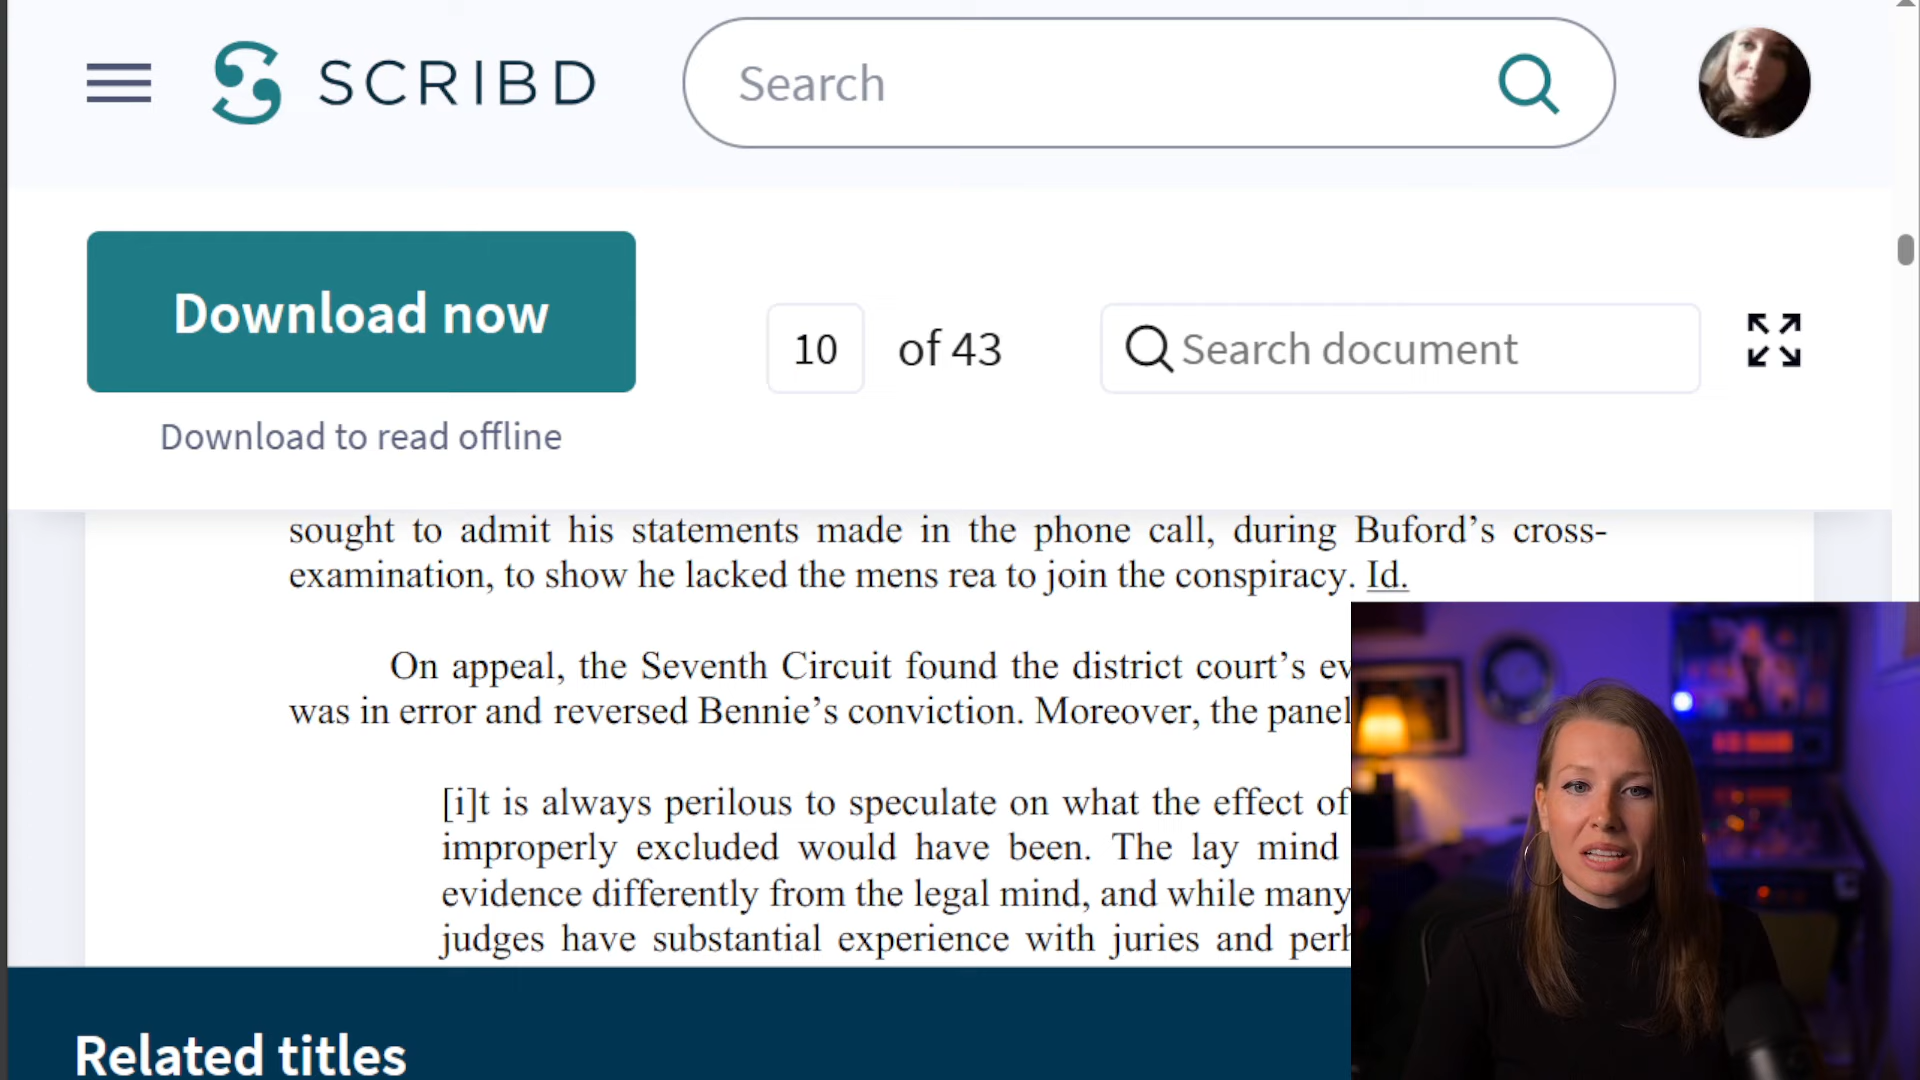 SCRIBD
Search
Download now
10 of 43
Search document
Download to read offline
sought to admit his statements made in the phone call, during Buford’s cross-
examination, to show he lacked the mens rea to join the conspiracy. Id.
On appeal, the Seventh Circuit found the district court’s
was in error and reversed Bennie’s conviction. Moreover, the panel
[i]t is always perilous to speculate on what the effect of
improperly excluded would have been. The lay mind
evidence differently from the legal mind, and while many
judges have substantial experience with juries and
Related titles